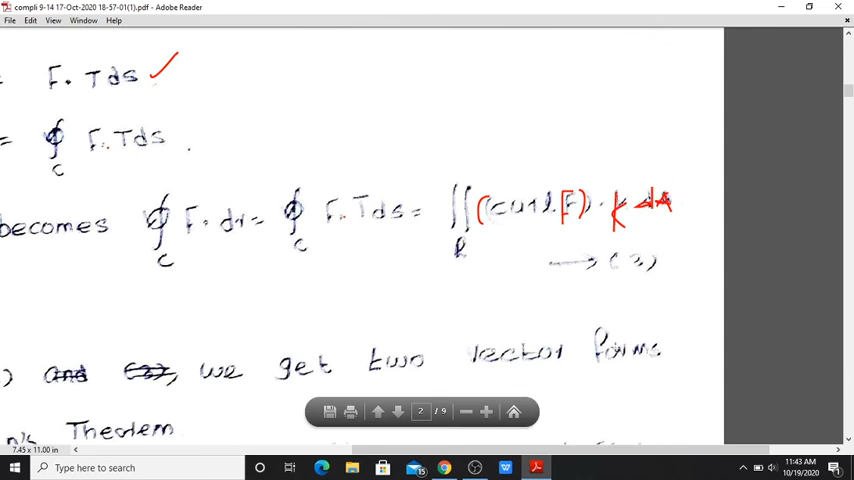 compli 9-14 17-Oct-2020 18-57-01(1).pdf - Adobe Reader
File Edit View Window Help
= F. Tds ✓
= ∮ F. Tds .
C
becomes ∮ F. dr = ∮ F. Tds = ∬ (curl F) . k dA
C C R
→ (3)
) and (3), we get two vector forms
n's Theorem
2 / 9
7.45 x 11.00 in
Type here to search
15
11:43 AM
10/19/2020
1